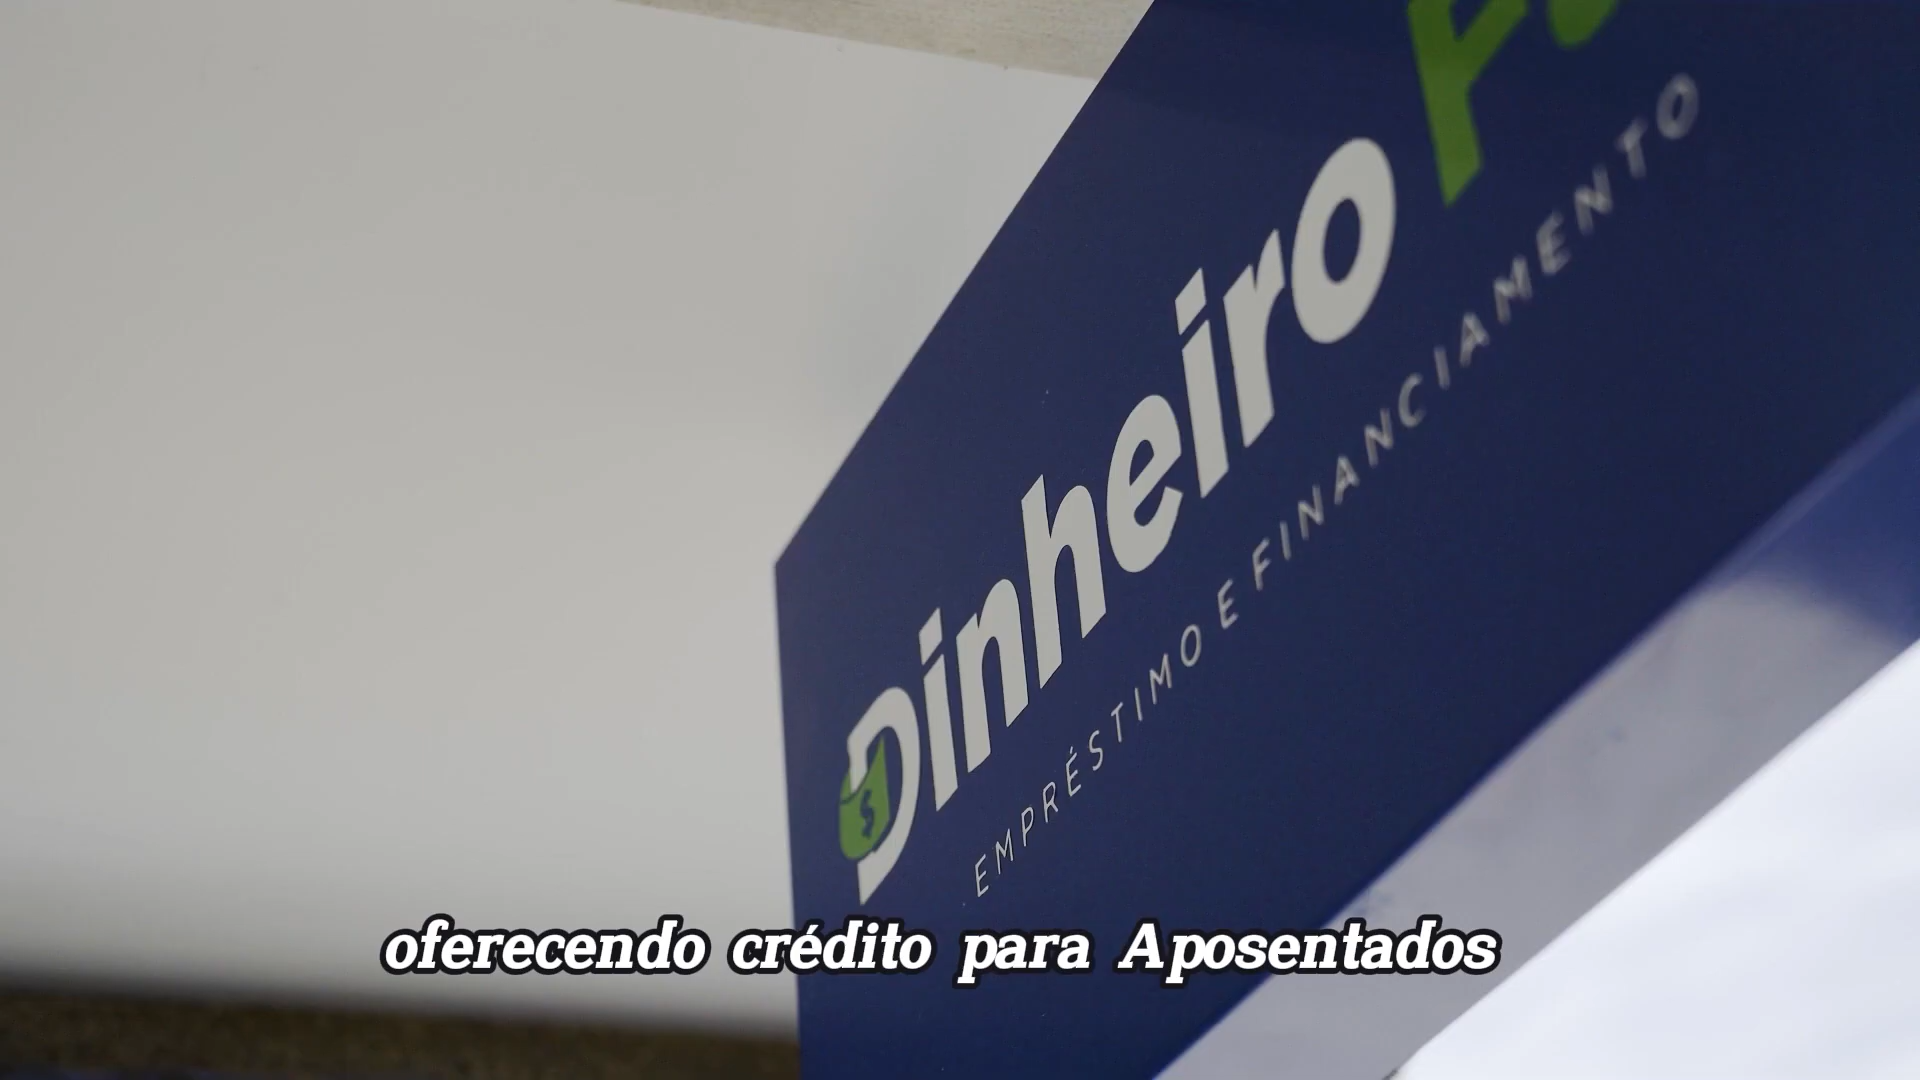 Dinheiro
EMPRÉSTIMO E FINANCIAMENTO
oferecendo crédito para Aposentados